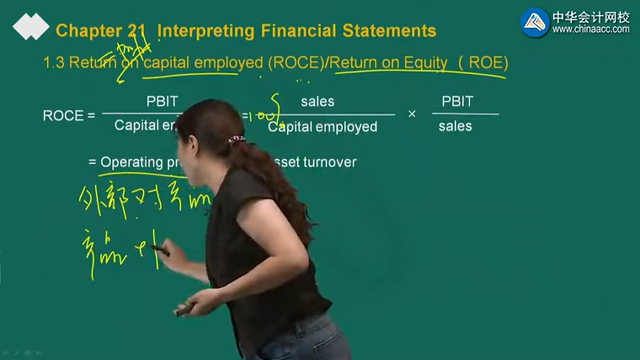 中华会计网校
www.chinaacc.com
Chapter 21 Interpreting Financial Statements
1.3 Return on capital employed (ROCE)/Return on Equity ( ROE)
ROCE = PBIT / Capital em = sales / Capital employed × PBIT / sales
= Operating pr sset turnover
外部对